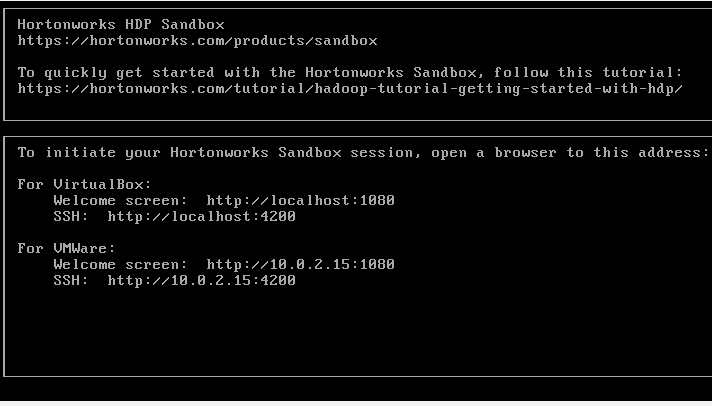 Hortonworks HDP Sandbox
https://hortonworks.com/products/sandbox
To quickly get started with the Hortonworks Sandbox, follow this tutorial:
https://hortonworks.com/tutorial/hadoop-tutorial-getting-started-with-hdp/
To initiate your Hortonworks Sandbox session, open a browser to this address:
For VirtualBox:
Welcome screen: http://localhost:1080
SSH: http://localhost:4200
For VMWare:
Welcome screen: http://10.0.2.15:1080
SSH: http://10.0.2.15:4200